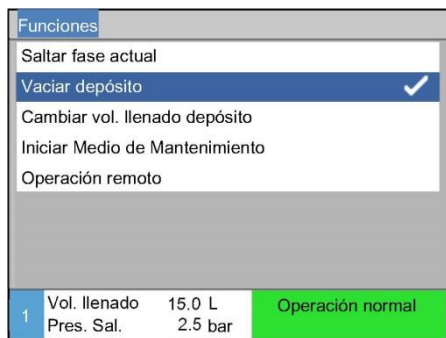 Funciones
Saltar fase actual
Vaciar depósito
Cambiar vol. llenado depósito
Iniciar Medio de Mantenimiento
Operación remoto
1
Vol. llenado 15.0 L
Pres. Sal. 2.5 bar
Operación normal